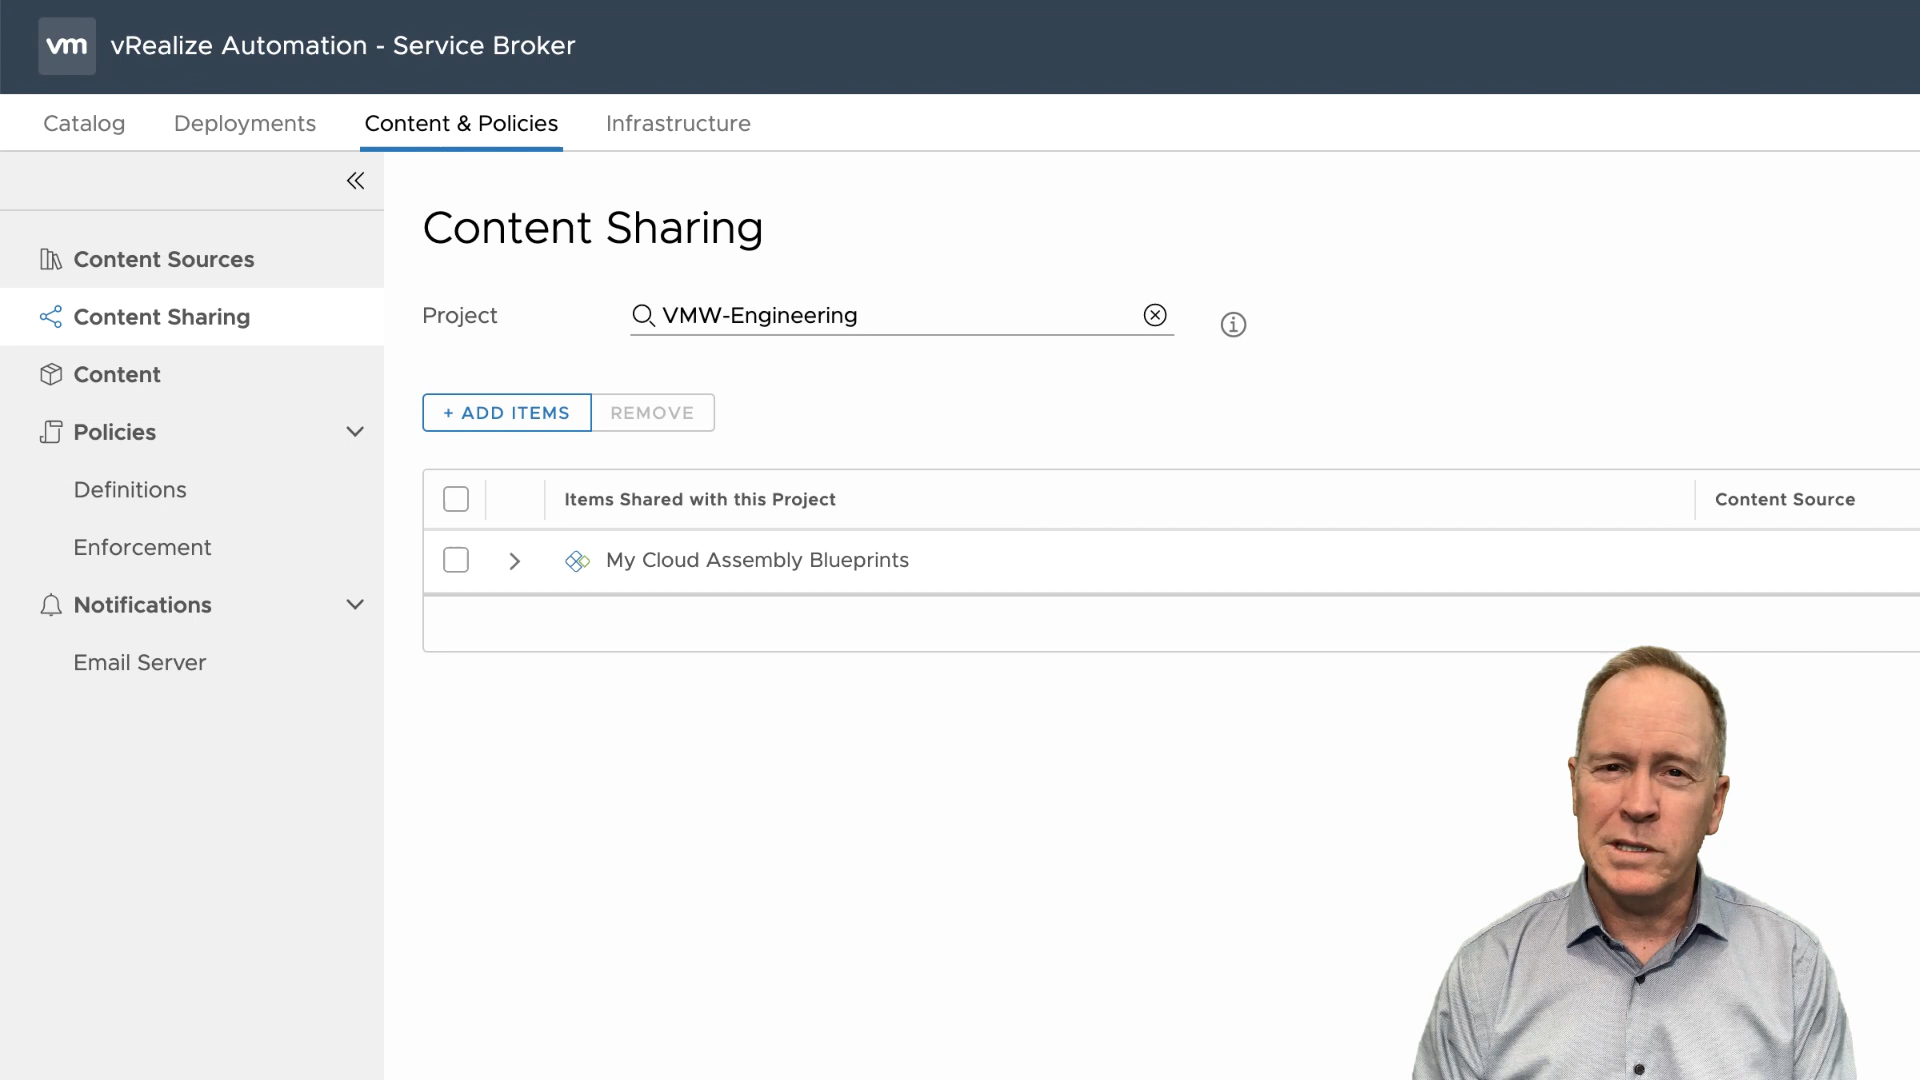 vm vRealize Automation - Service Broker
Catalog Deployments Content & Policies Infrastructure
Content Sources
Content Sharing
Content
Policies
Definitions
Enforcement
Notifications
Email Server
Content Sharing
Project VMW-Engineering
+ ADD ITEMS REMOVE
Items Shared with this Project Content Source
My Cloud Assembly Blueprints